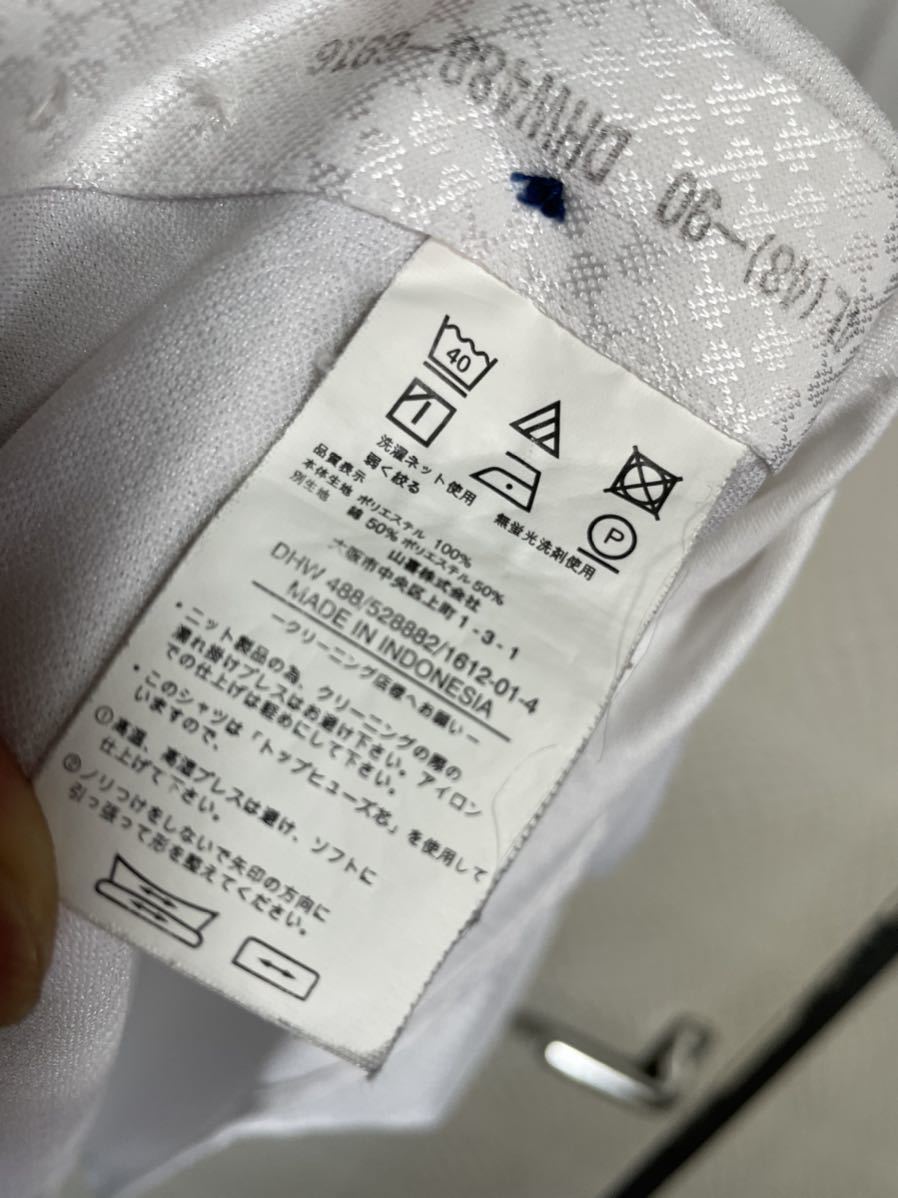 DHW488-6976
L(48)-90
40
洗濯ネット使用
弱く絞る
無蛍光洗剤使用
P
品質表示
本体生地 ポリエステル 100%
別生地 綿 50% ポリエステル 50%
山喜株式会社
大阪市中央区上町 1 - 3 - 1
DHW 488/528882/1612-01-4
MADE IN INDONESIA
ークリーニング店様へお願いー
・ニット製品の為、クリーニングの際の
濡れ掛けプレスはお避け下さい。アイロン
での仕上げは軽めにして下さい。
・このシャツは「トップヒューズ芯」を使用して
いますので、
①高温、高圧プレスは避け、ソフトに
仕上げて下さい。
②ノリつけをしないで矢印の方向に
引っ張って形を整えてください。